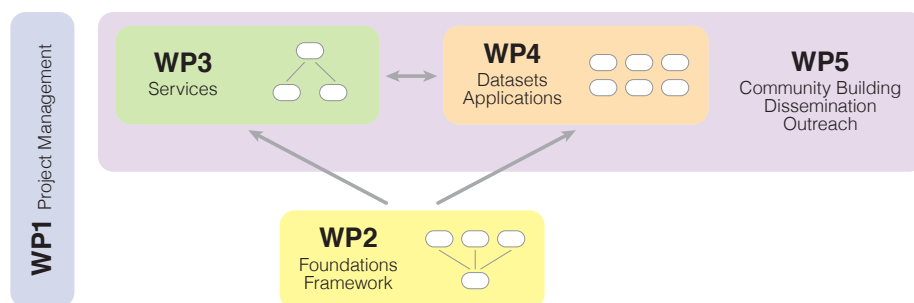 WP1 Project Management
WP3
Services
WP4
Datasets
Applications
WP5
Community Building
Dissemination
Outreach
WP2
Foundations
Framework